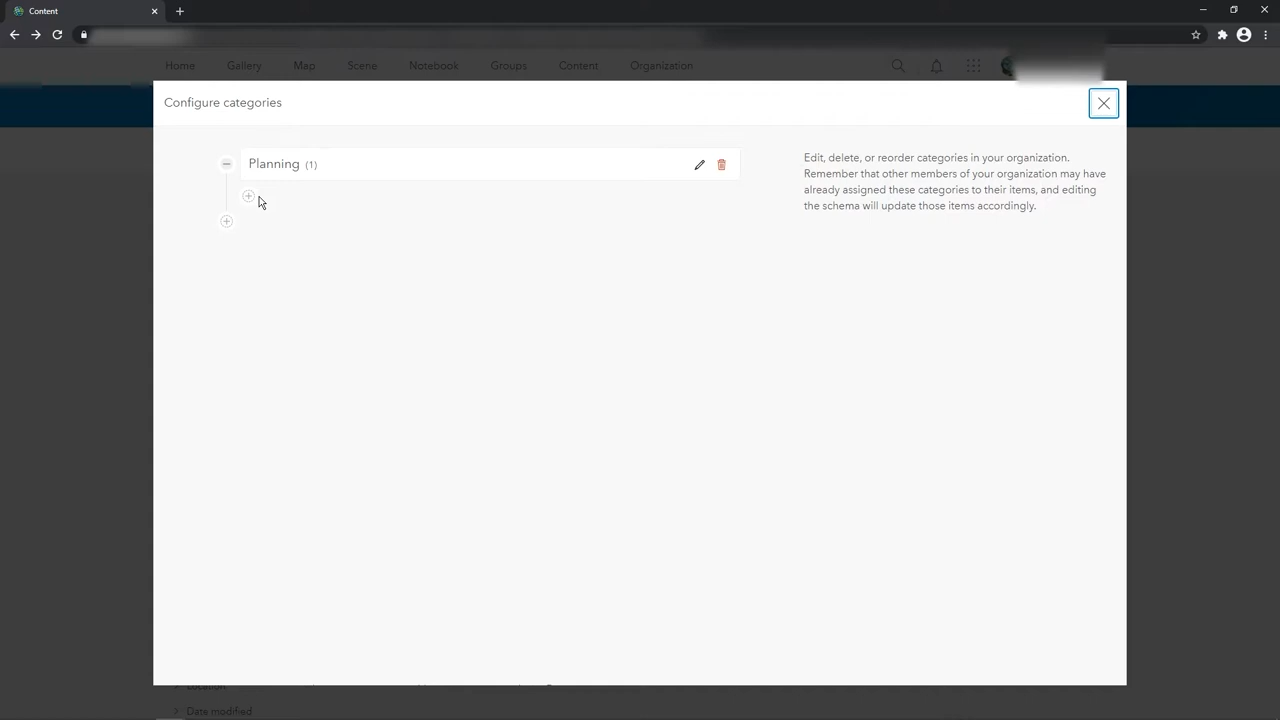 Content
Home Gallery Map Scene Notebook Groups Content Organization
Configure categories
Planning (1)
Edit, delete, or reorder categories in your organization.
Remember that other members of your organization may have
already assigned these categories to their items, and editing
the schema will update those items accordingly.
Location
Date modified